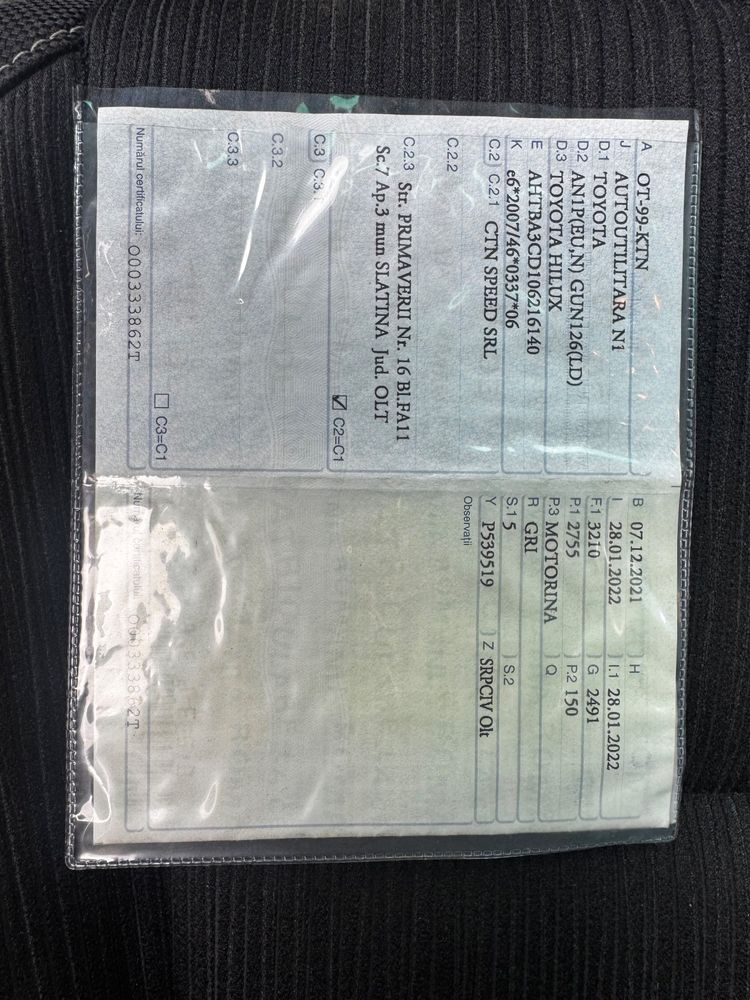 A OT-99-KTN
J AUTOUTILITARA N1
D.1 TOYOTA
D.2 AN1P(EU,N) GUN126(LD)
D.3 TOYOTA HILUX
E AHTBA3CD106216140
K e6*2007/46*0337*06
C.2 C.2.1 CTN SPEED SRL
C.2.2
C.2.3 Str. PRIMAVERII Nr. 16 Bl.FA11
Sc.7 Ap.3 mun SLATINA Jud. OLT
C2=C1
C.3 C.3.1
C.3.2
C.3.3
C3=C1
Numărul certificatului: O00333862T
B 07.12.2021 H
I 28.01.2022 I.1 28.01.2022
F.1 3210 G 2491
P.1 2755 P.2 150
P.3 MOTORINA Q
R GRI
S.1 5 S.2
Y P539519 Z SRPCIV Olt
Observații
Numărul certificatului: O00333862T